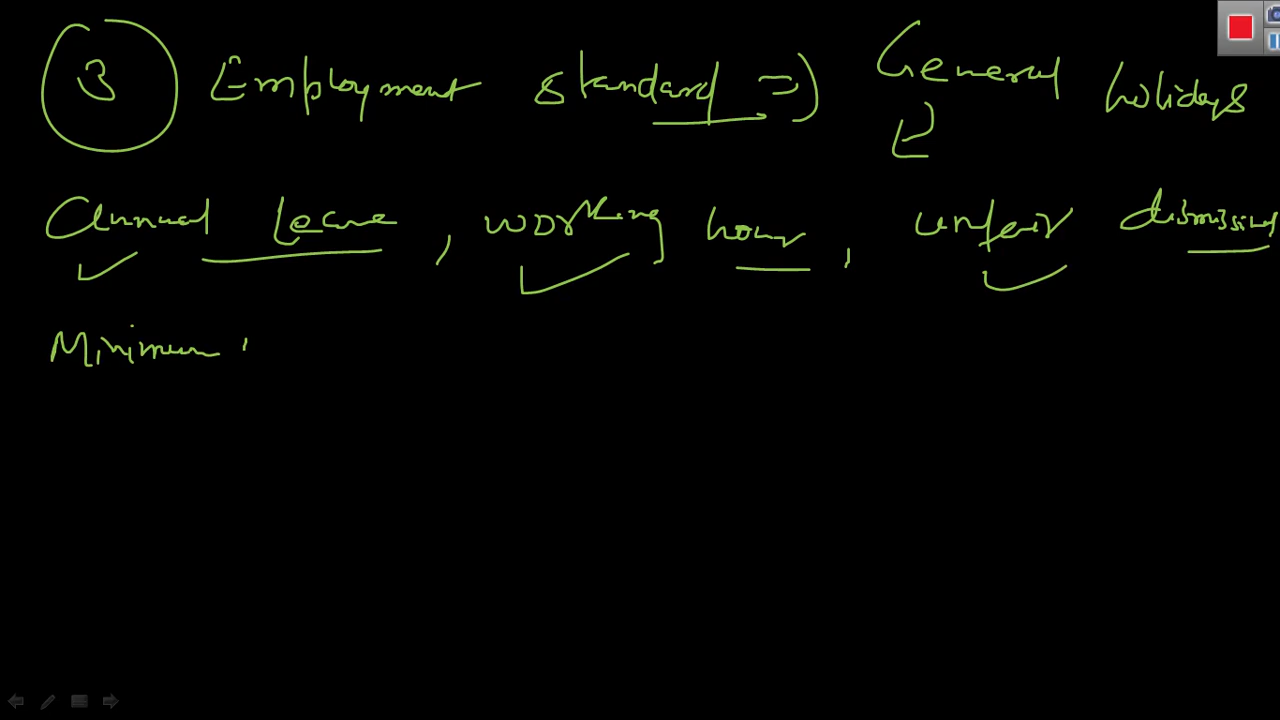 3 Employment standard => General holidays
Annual Leave, working hour, unfair dismissal
Minimum